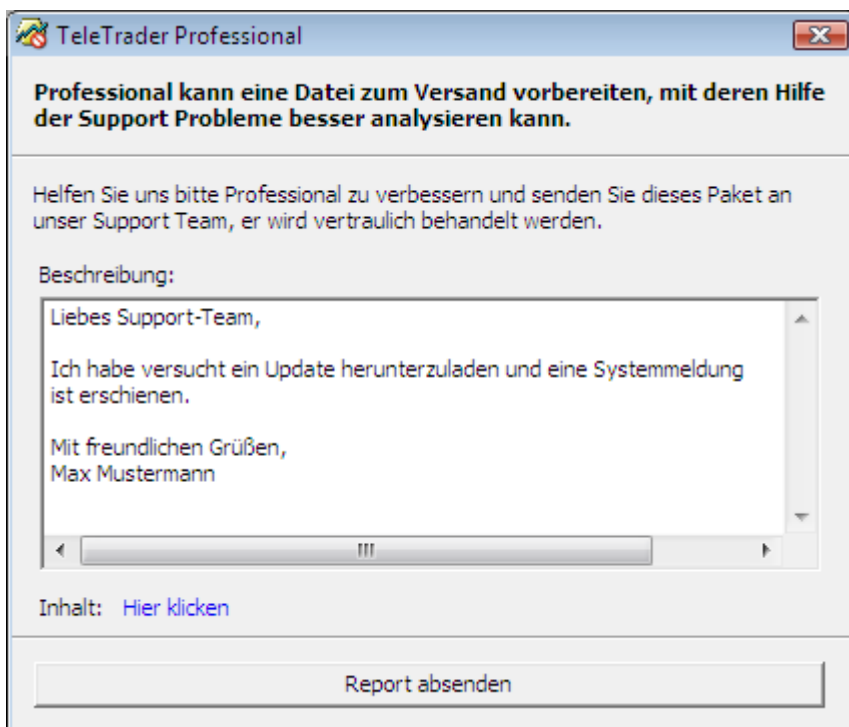 TeleTrader Professional
Professional kann eine Datei zum Versand vorbereiten, mit deren Hilfe
der Support Probleme besser analysieren kann.
Helfen Sie uns bitte Professional zu verbessern und senden Sie dieses Paket an
unser Support Team, er wird vertraulich behandelt werden.
Beschreibung:
Liebes Support-Team,
Ich habe versucht ein Update herunterzuladen und eine Systemmeldung
ist erschienen.
Mit freundlichen Grüßen,
Max Mustermann
Inhalt: Hier klicken
Report absenden